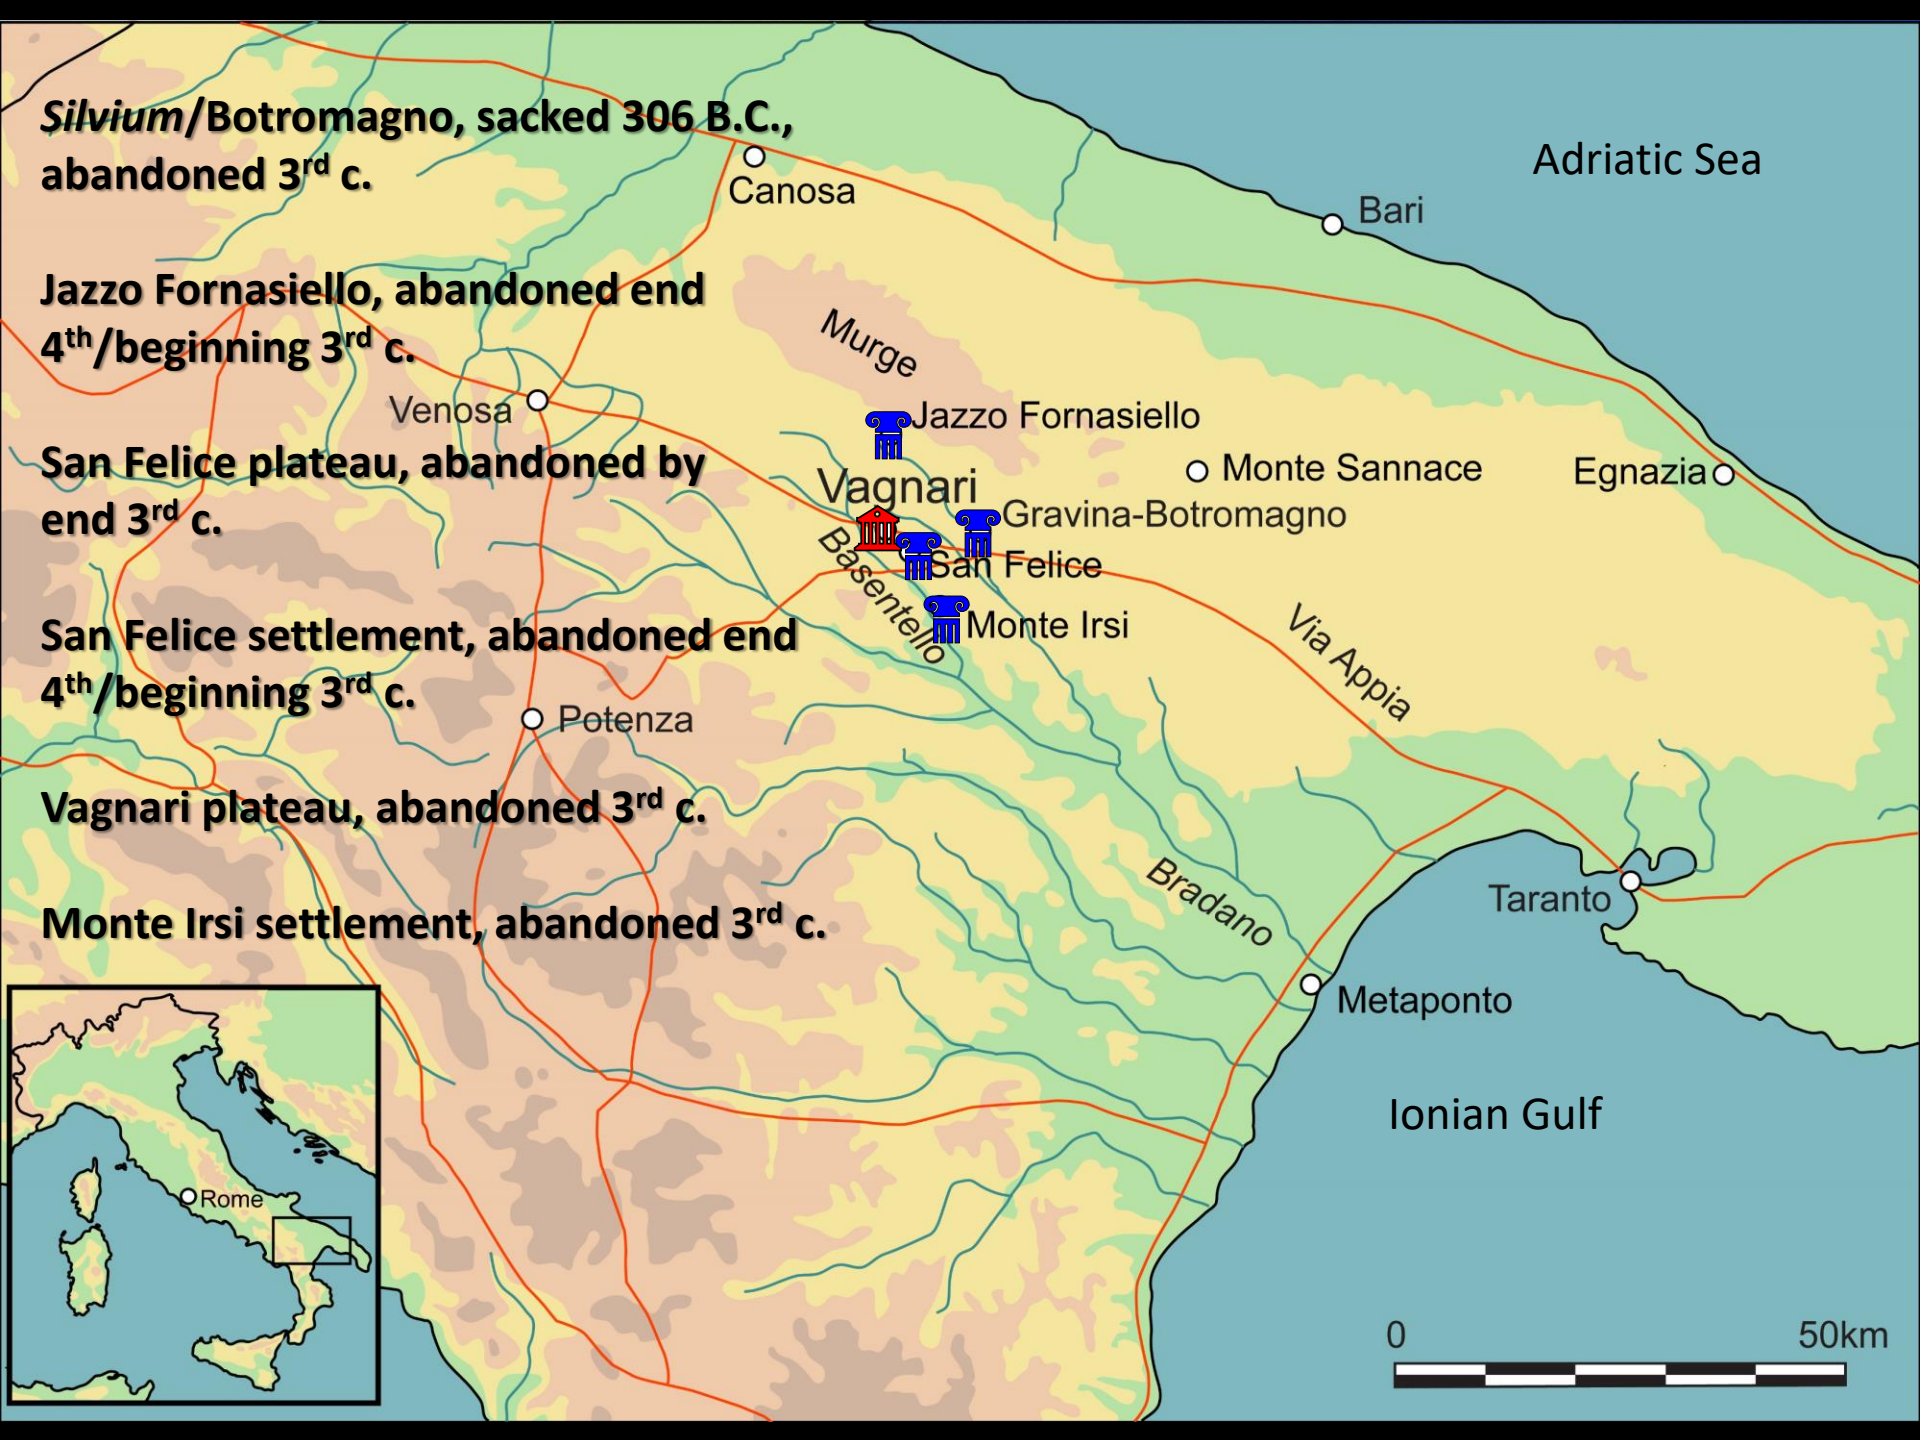 Silvium/Botromagno, sacked 306 B.C.,
abandoned 3rd c.
Jazzo Fornasiello, abandoned end
4th/beginning 3rd c.
San Felice plateau, abandoned by
end 3rd c.
San Felice settlement, abandoned end
4th/beginning 3rd c.
Vagnari plateau, abandoned 3rd c.
Monte Irsi settlement, abandoned 3rd c.
Adriatic Sea
Canosa
Bari
Murge
Venosa
Jazzo Fornasiello
Vagnari
Monte Sannace
Egnazia
Gravina-Botromagno
San Felice
Basentello
Monte Irsi
Via Appia
Potenza
Bradano
Taranto
Metaponto
Ionian Gulf
Rome
0
50km